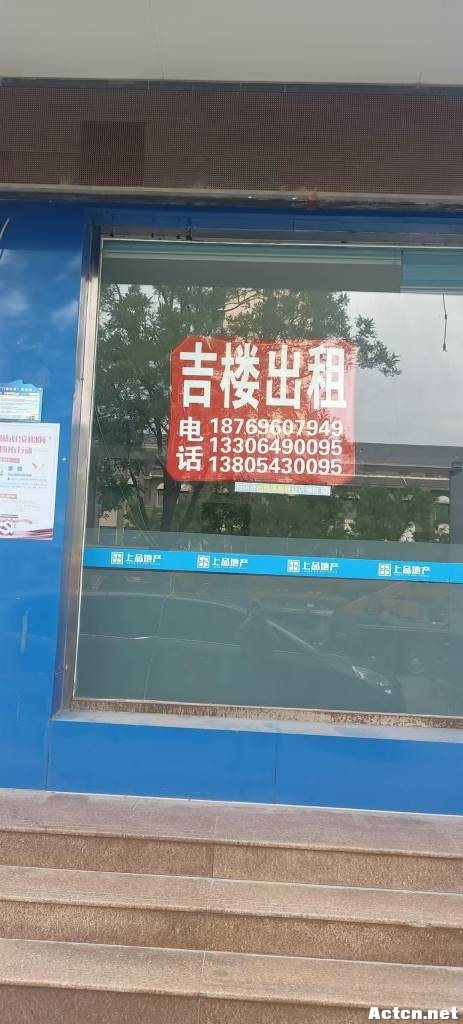 吉楼出租
电话
18769607949
13306490095
13805430095
上品地产 上品地产 上品地产 上品地产
Actcn.net